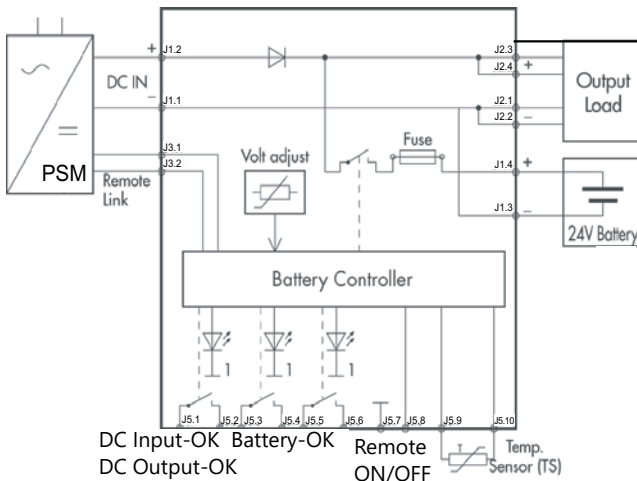 J1.2
J2.3
+
DC IN
J2.4
+
Output
Load
−
J1.1
J2.1
J2.2
−
PSM
J3.1
J3.2
Remote
Link
Volt adjust
Fuse
J1.4
+
J1.3
−
24V Battery
Battery Controller
1
1
1
J5.1
J5.2
J5.3
J5.4
J5.5
J5.6
J5.7
J5.8
J5.9
J5.10
DC Input-OK
Battery-OK
DC Output-OK
Remote
ON/OFF
T
Temp.
Sensor (TS)